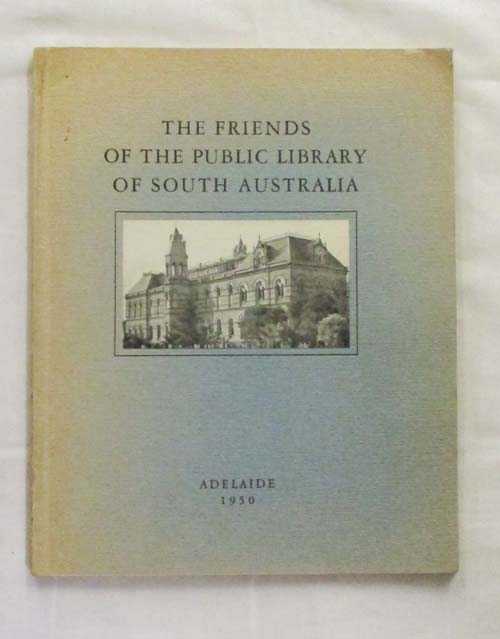 THE FRIENDS
OF THE PUBLIC LIBRARY
OF SOUTH AUSTRALIA
ADELAIDE
1950